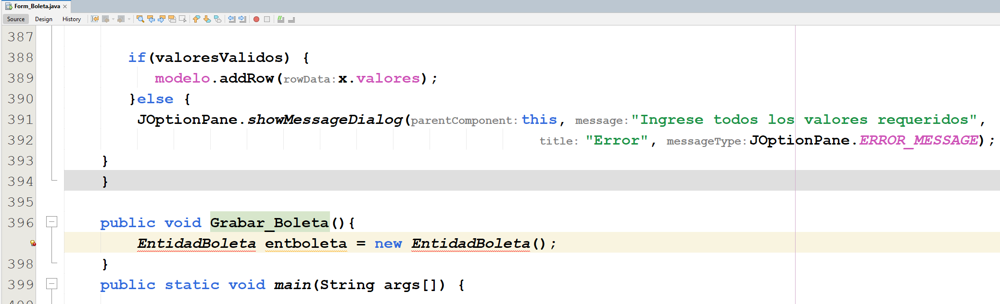 Form_Boleta.java
Source Design History
387
388 if(valoresValidos) {
389 modelo.addRow(rowData:x.valores);
390 }else {
391 JOptionPane.showMessageDialog(parentComponent:this, message:"Ingrese todos los valores requeridos",
392 title: "Error", messageType:JOptionPane.ERROR_MESSAGE);
393 }
394 }
395
396 public void Grabar_Boleta(){
EntidadBoleta entboleta = new EntidadBoleta();
398 }
399 public static void main(String args[]) {